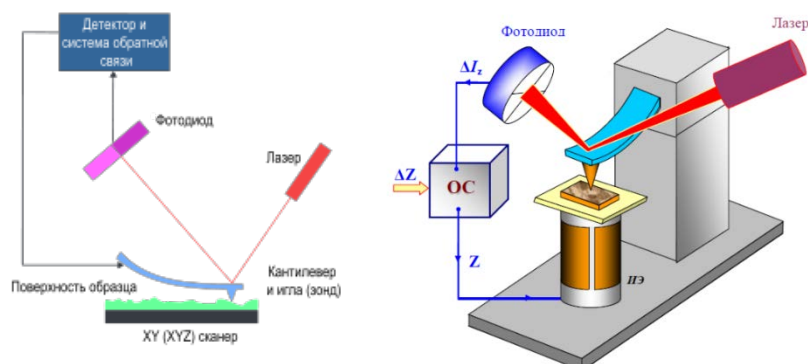 Детектор и
система обратной
связи
Фотодиод
Лазер
Поверхность образца
Кантилевер
и игла (зонд)
XY (XYZ) сканер
Фотодиод
Лазер
ΔIz
ΔZ
ОС
Z
ПЭ